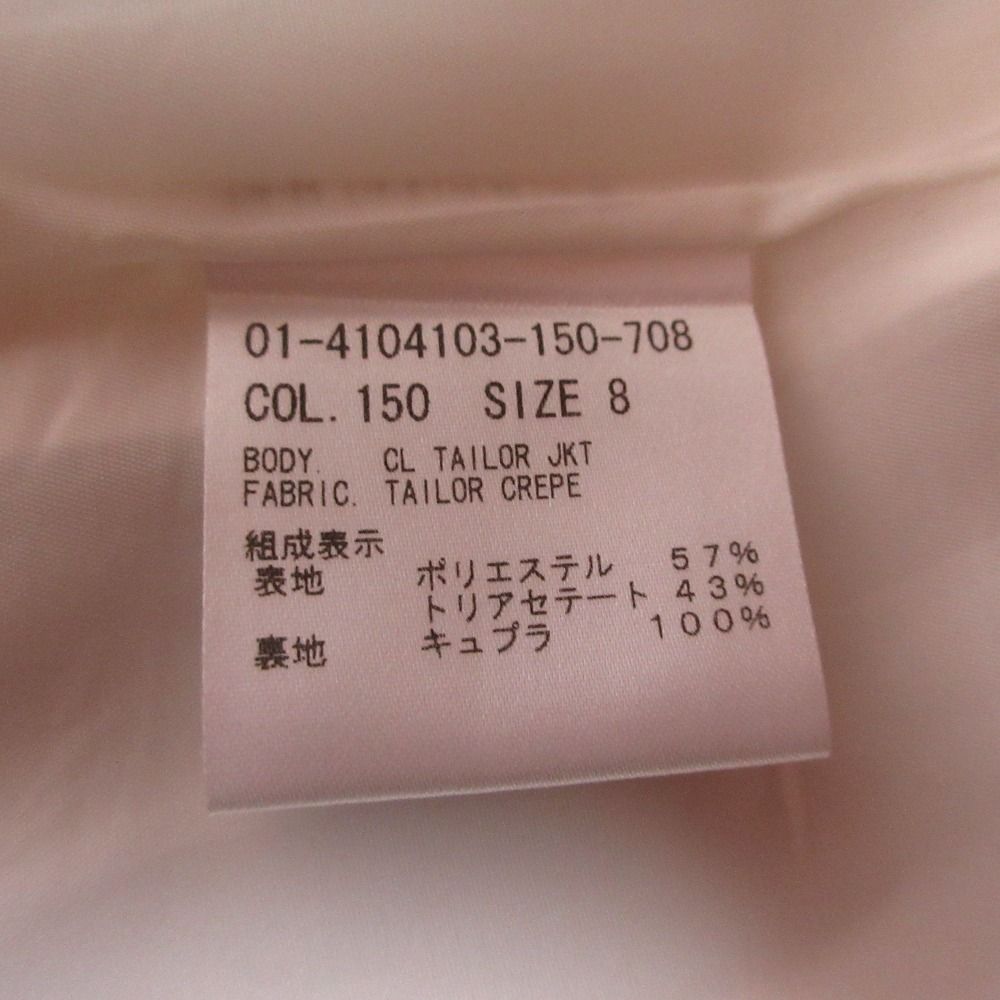 01-4104103-150-708
COL. 150 SIZE 8
BODY. CL TAILOR JKT
FABRIC. TAILOR CREPE
組成表示
表地 ポリエステル 57%
トリアセテート 43%
裏地 キュプラ 100%